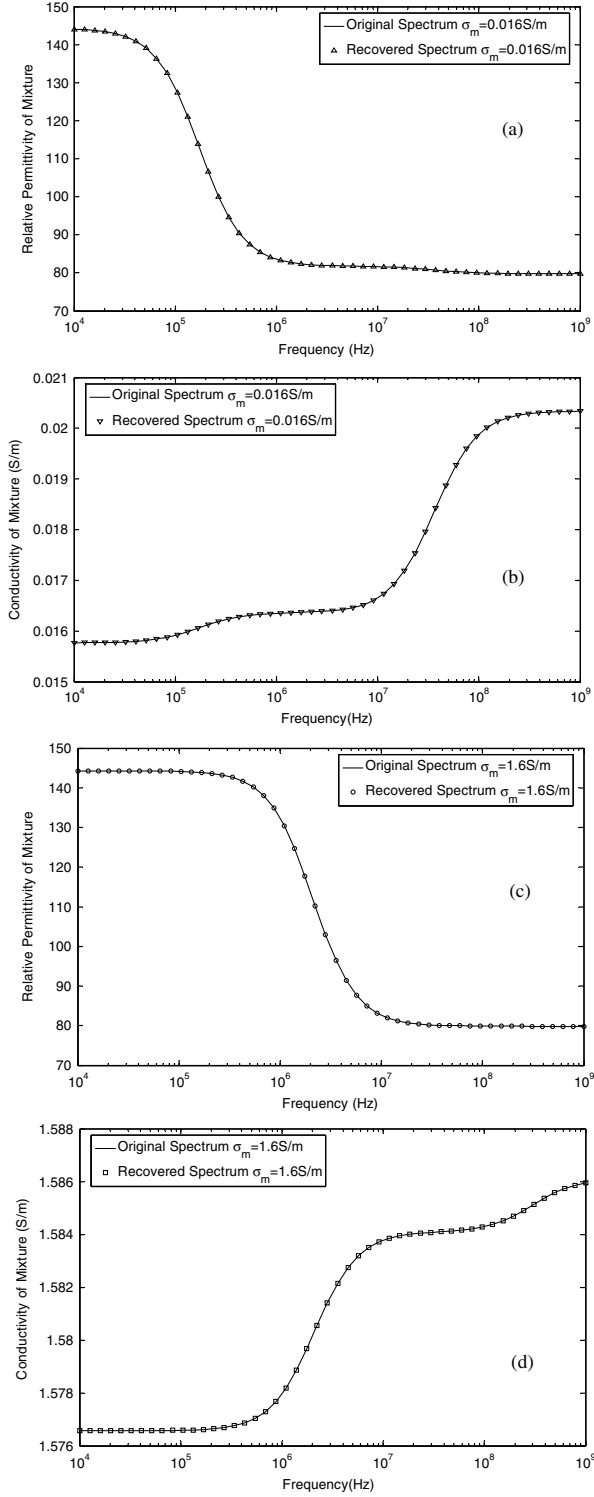 150
140
130
120
110
100
90
80
70
Relative Permittivity of Mixture
Original Spectrum σm=0.016S/m
Recovered Spectrum σm=0.016S/m
(a)
10^4 10^5 10^6 10^7 10^8 10^9
Frequency (Hz)
0.021
0.02
0.019
0.018
0.017
0.016
0.015
Conductivity of Mixture (S/m)
Original Spectrum σm=0.016S/m
Recovered Spectrum σm=0.016S/m
(b)
10^4 10^5 10^6 10^7 10^8 10^9
Frequency(Hz)
150
140
130
120
110
100
90
80
70
Relative Permittivity of Mixture
Original Spectrum σm=1.6S/m
Recovered Spectrum σm=1.6S/m
(c)
10^4 10^5 10^6 10^7 10^8 10^9
Frequency (Hz)
1.588
1.586
1.584
1.582
1.58
1.578
1.576
Conductivity of Mixture (S/m)
Original Spectrum σm=1.6S/m
Recovered Spectrum σm=1.6S/m
(d)
10^4 10^5 10^6 10^7 10^8 10^9
Frequency(Hz)